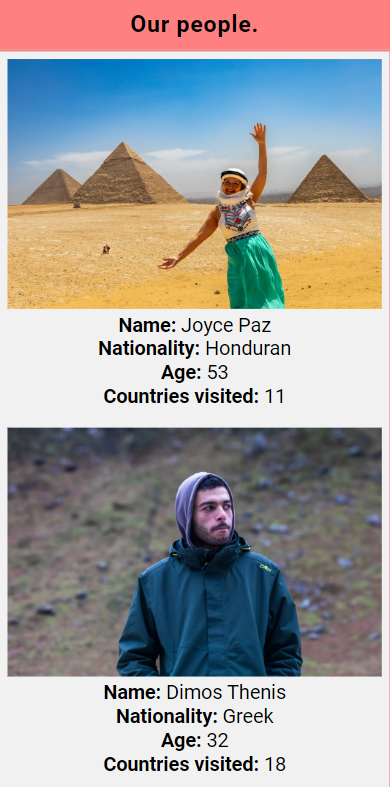 Our people.
Name: Joyce Paz
Nationality: Honduran
Age: 53
Countries visited: 11
Name: Dimos Thenis
Nationality: Greek
Age: 32
Countries visited: 18